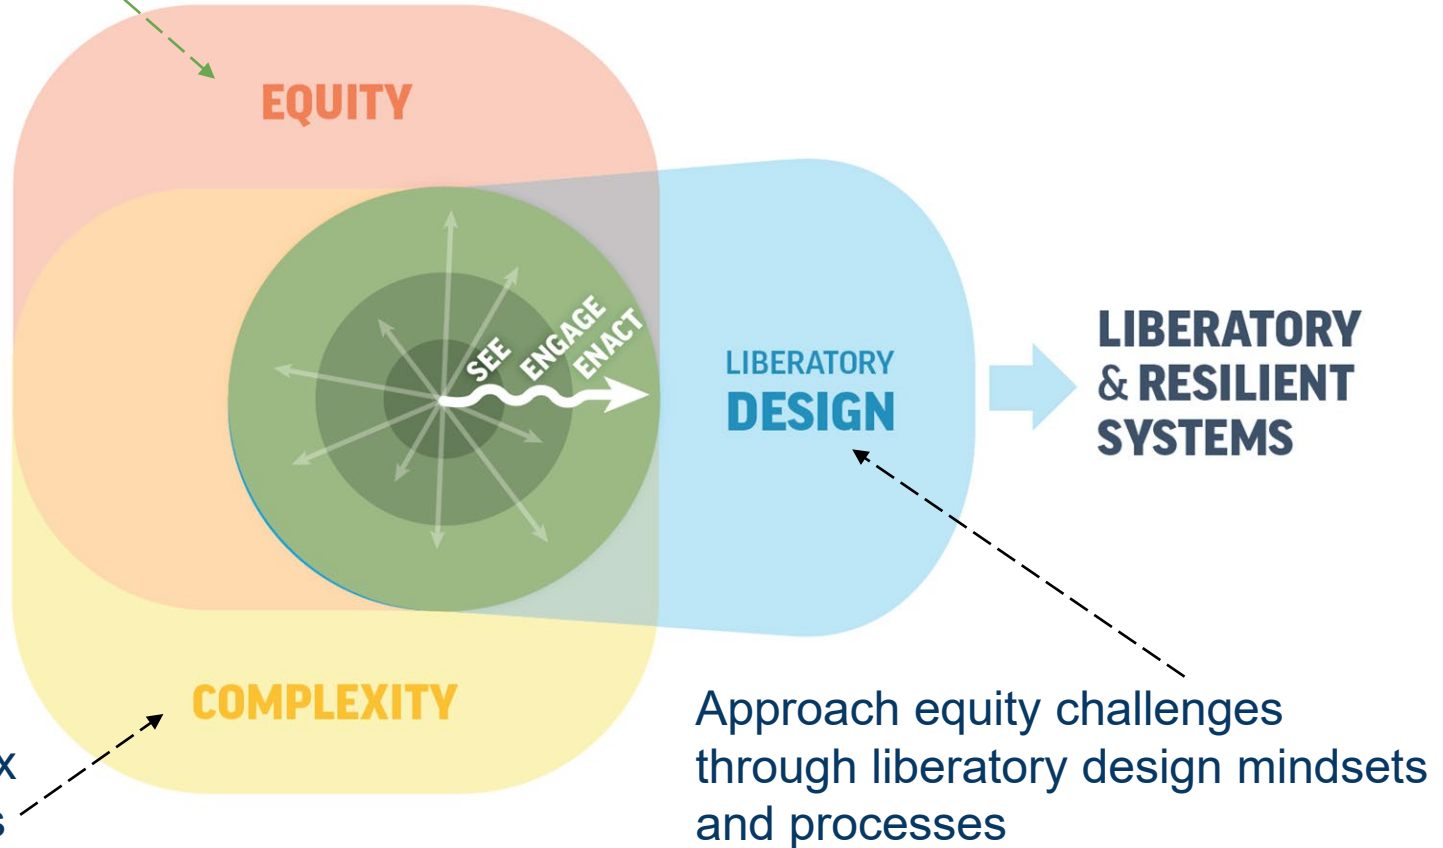 EQUITY
SEE
ENGAGE
ENACT
LIBERATORY
DESIGN
LIBERATORY
& RESILIENT
SYSTEMS
COMPLEXITY
Approach equity challenges
through liberatory design mindsets
and processes